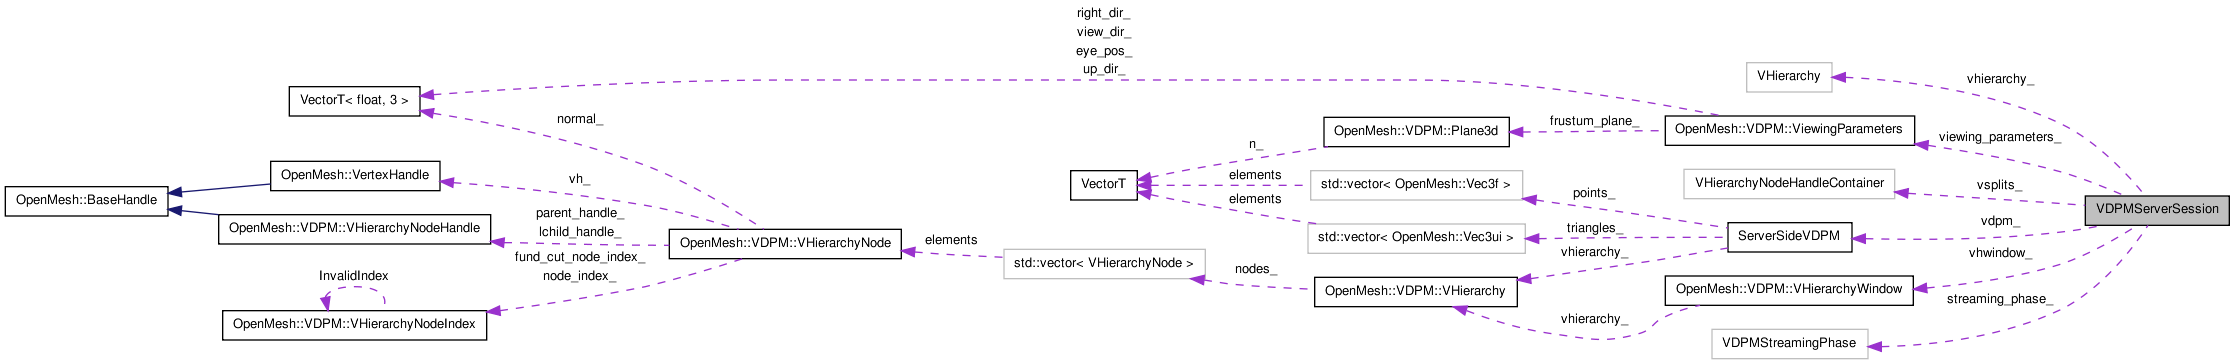 right_dir_
view_dir_
eye_pos_
up_dir_
VHierarchy
vhierarchy_
VectorT< float, 3 >
normal_
OpenMesh::VDPM::Plane3d
frustum_plane_
OpenMesh::VDPM::ViewingParameters
viewing_parameters_
n_
OpenMesh::VertexHandle
vh_
VectorT
elements
std::vector< OpenMesh::Vec3f >
points_
VHierarchyNodeHandleContainer
vsplits_
OpenMesh::BaseHandle
elements
VDPMServerSession
OpenMesh::VDPM::VHierarchyNodeHandle
parent_handle_
lchild_handle_
OpenMesh::VDPM::VHierarchyNode
elements
std::vector< OpenMesh::Vec3ui >
triangles_
ServerSideVDPM
vdpm_
fund_cut_node_index_
node_index_
std::vector< VHierarchyNode >
nodes_
vhierarchy_
vhwindow_
InvalidIndex
OpenMesh::VDPM::VHierarchy
OpenMesh::VDPM::VHierarchyWindow
streaming_phase_
OpenMesh::VDPM::VHierarchyNodeIndex
vhierarchy_
VDPMStreamingPhase